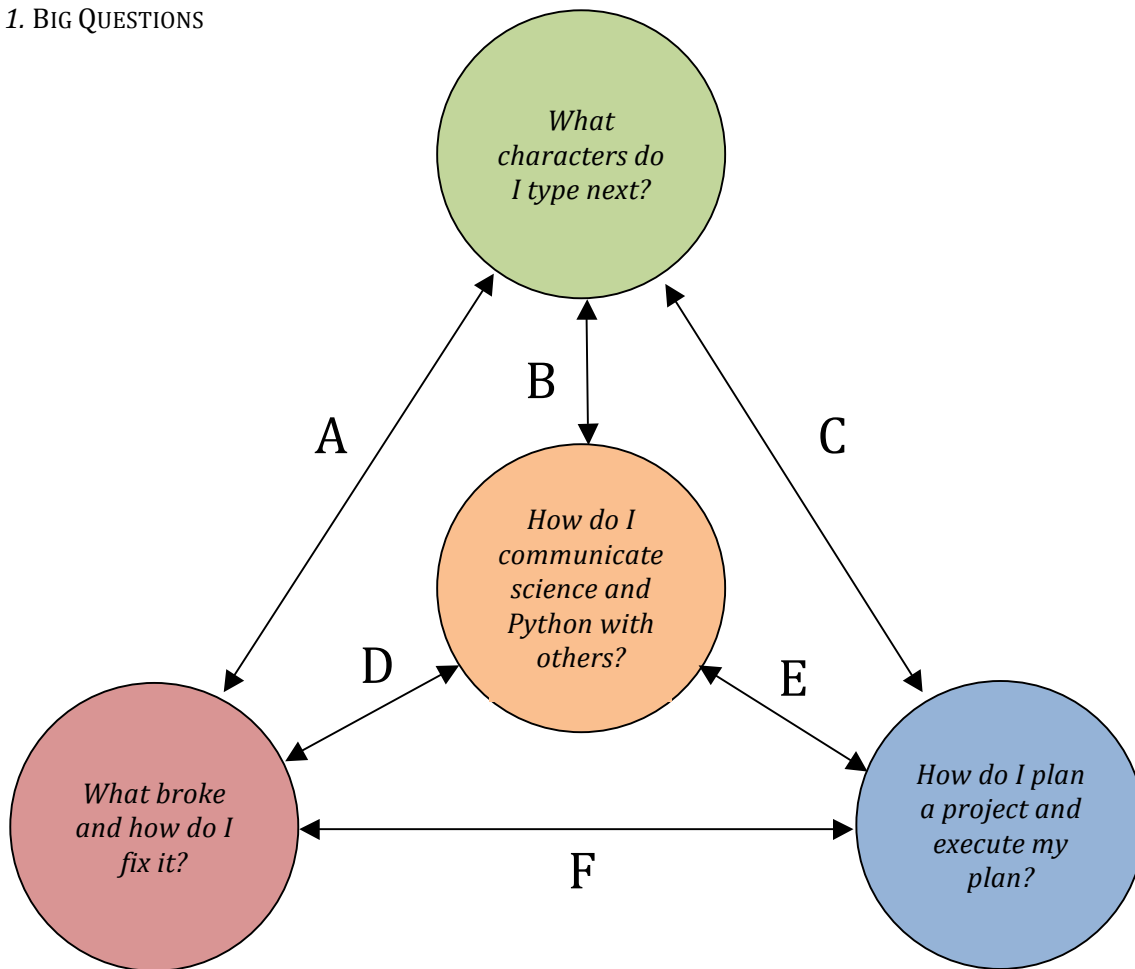 1. BIG QUESTIONS
What
characters do
I type next?
A
B
C
How do I
communicate
science and
Python with
others?
D
E
What broke
and how do I
fix it?
How do I plan
a project and
execute my
plan?
F